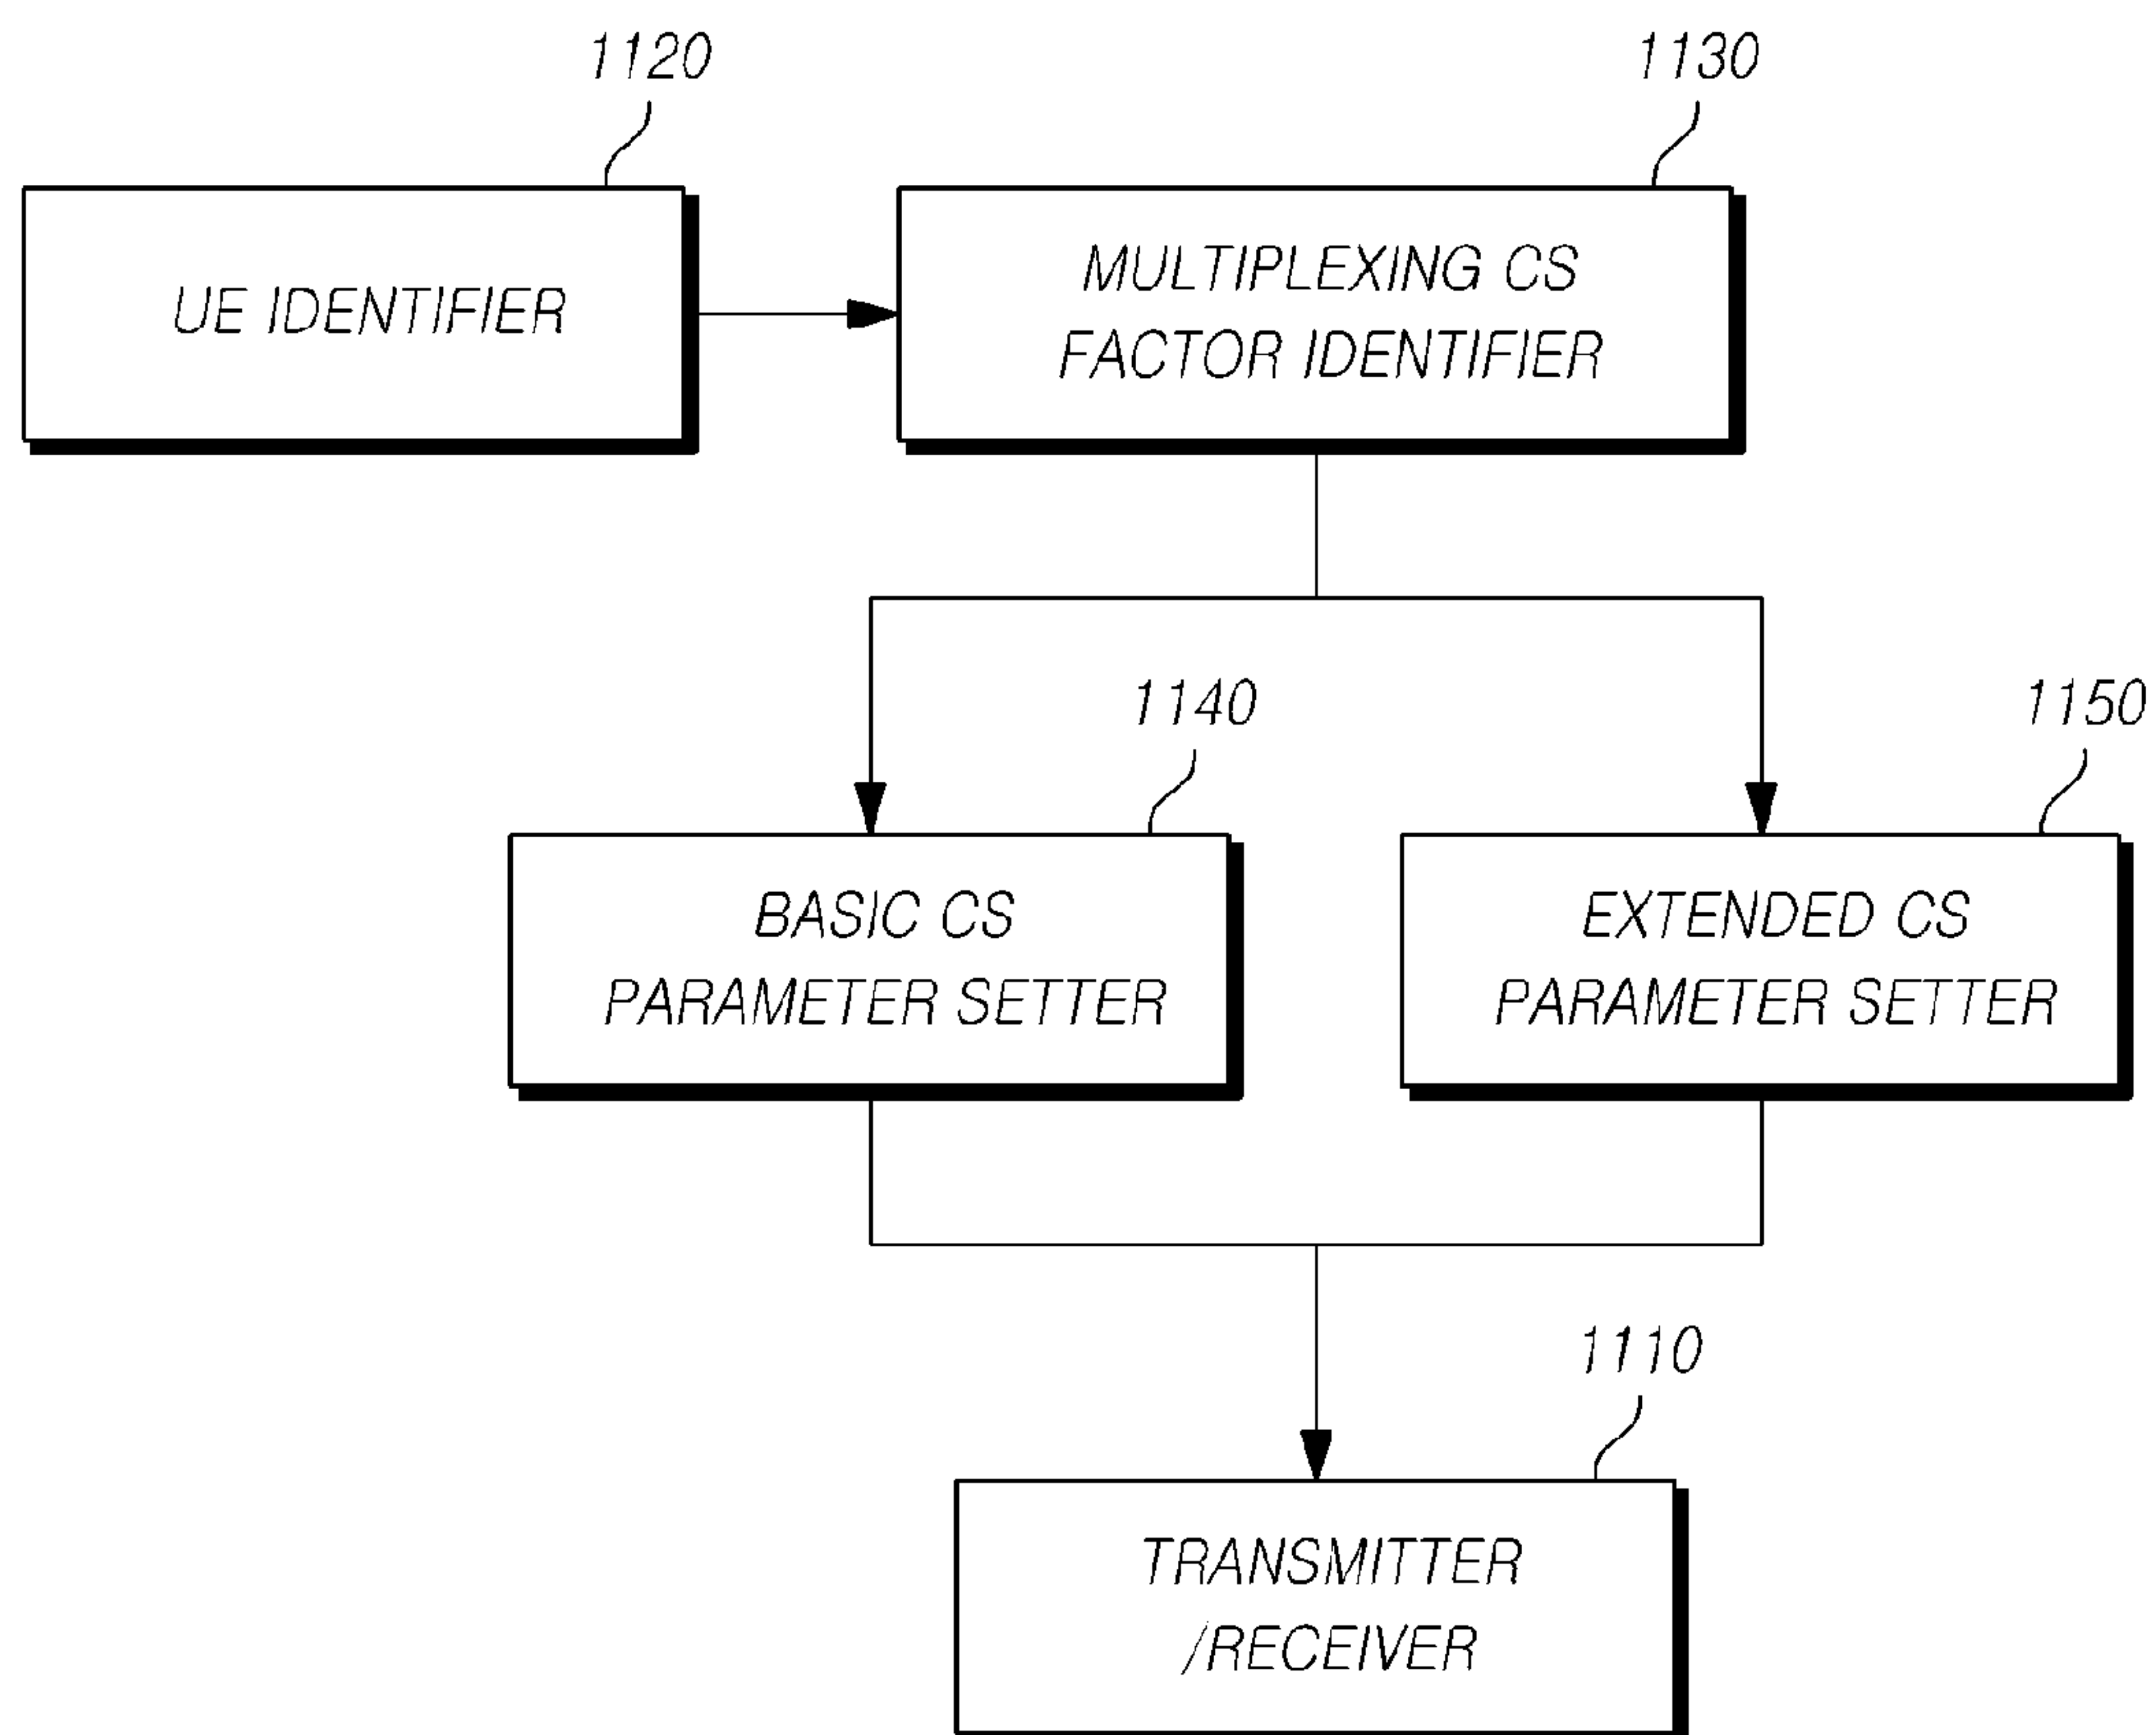 1120
1130
UE IDENTIFIER
MULTIPLEXING CS
FACTOR IDENTIFIER
1140
1150
BASIC CS
PARAMETER SETTER
EXTENDED CS
PARAMETER SETTER
1110
TRANSMITTER
/RECEIVER